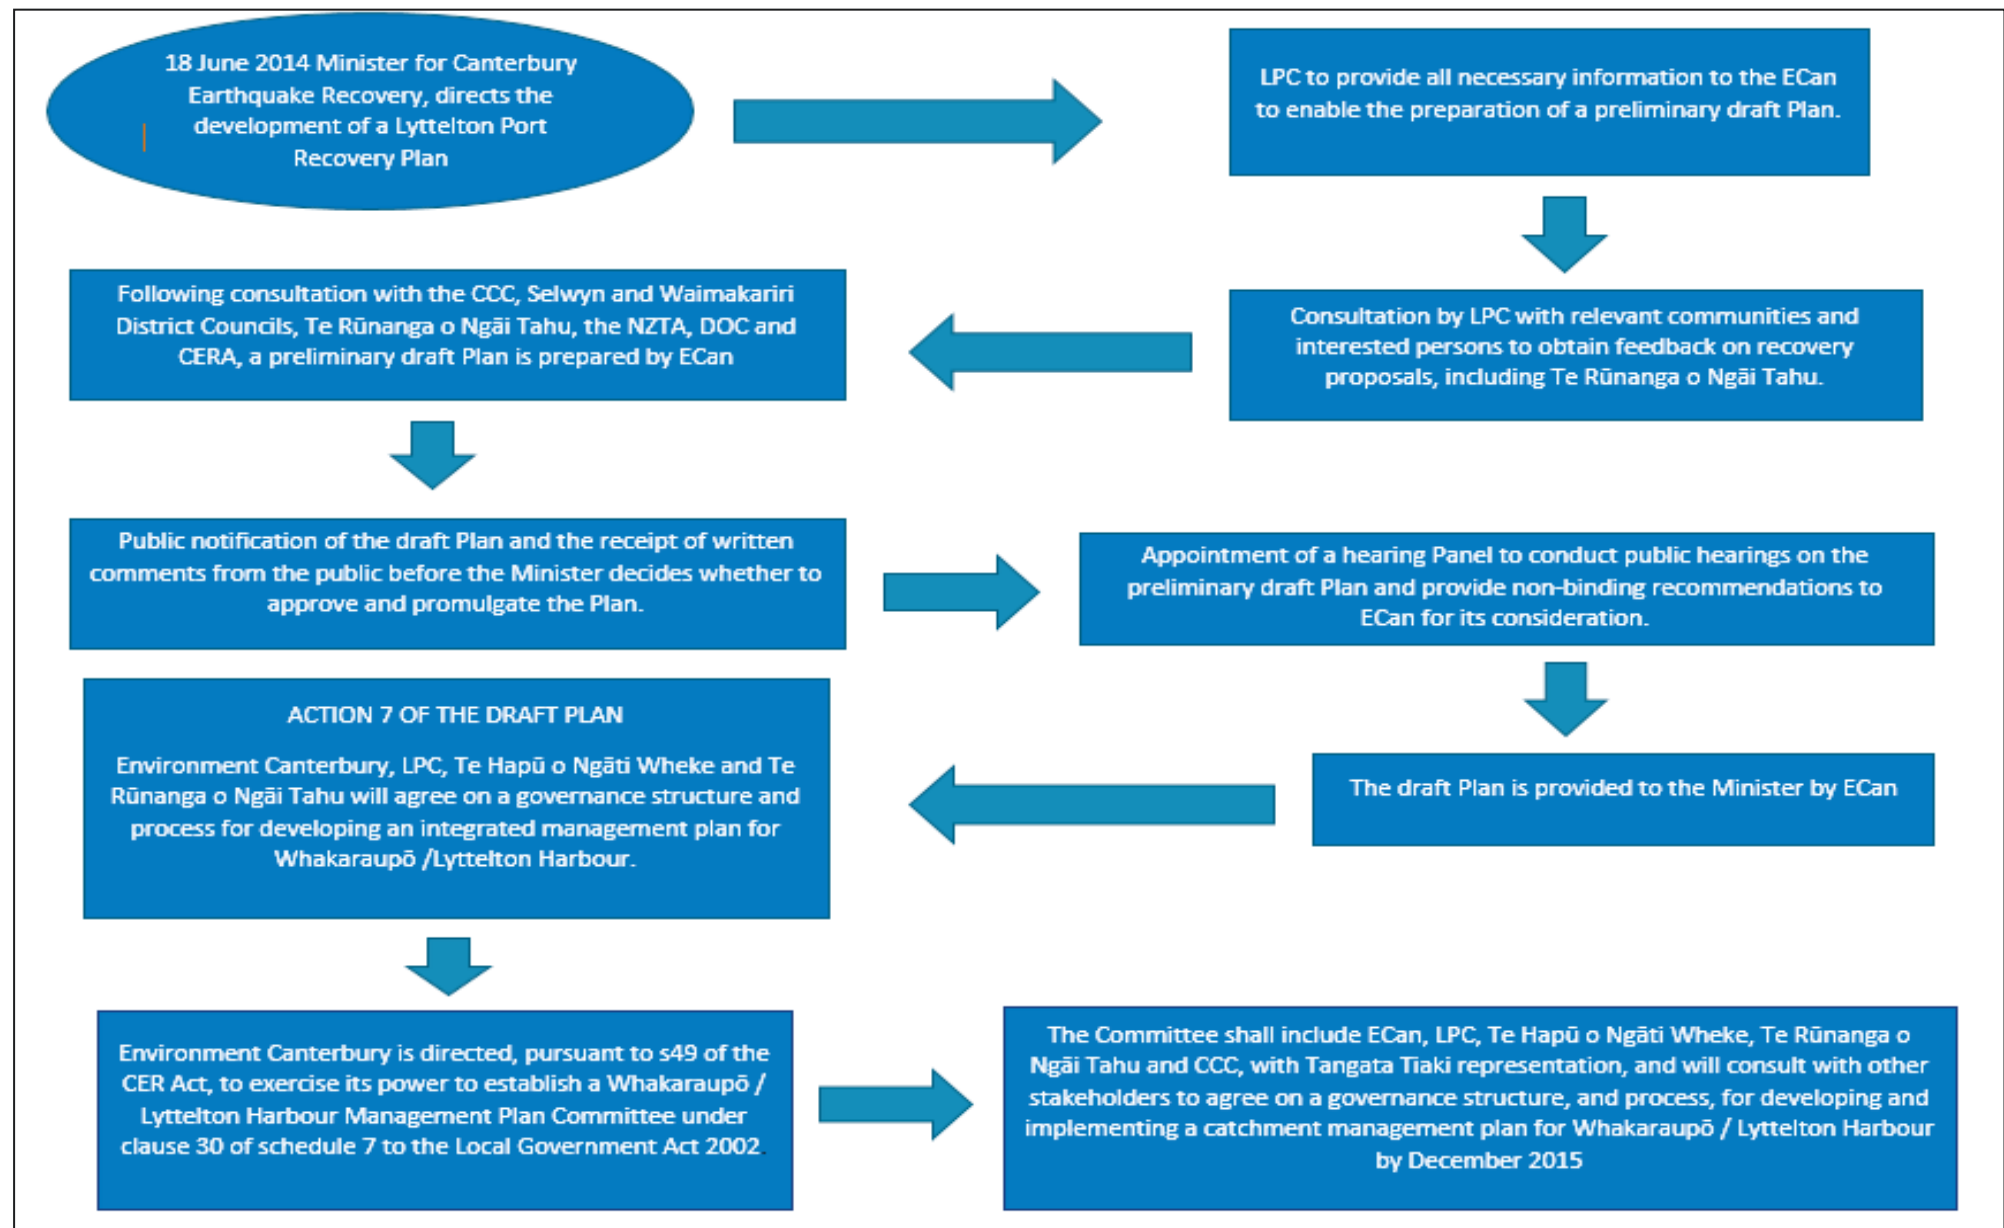 18 June 2014 Minister for Canterbury
Earthquake Recovery, directs the
development of a Lyttelton Port
Recovery Plan
LPC to provide all necessary information to the ECan
to enable the preparation of a preliminary draft Plan.
Consultation by LPC with relevant communities and
interested persons to obtain feedback on recovery
proposals, including Te Rūnanga o Ngāi Tahu.
Following consultation with the CCC, Selwyn and Waimakariri
District Councils, Te Rūnanga o Ngāi Tahu, the NZTA, DOC and
CERA, a preliminary draft Plan is prepared by ECan
Public notification of the draft Plan and the receipt of written
comments from the public before the Minister decides whether to
approve and promulgate the Plan.
Appointment of a hearing Panel to conduct public hearings on the
preliminary draft Plan and provide non-binding recommendations to
ECan for its consideration.
The draft Plan is provided to the Minister by ECan
ACTION 7 OF THE DRAFT PLAN
Environment Canterbury, LPC, Te Hapū o Ngāti Wheke and Te
Rūnanga o Ngāi Tahu will agree on a governance structure and
process for developing an integrated management plan for
Whakaraupō /Lyttelton Harbour.
Environment Canterbury is directed, pursuant to s49 of the
CER Act, to exercise its power to establish a Whakaraupō /
Lyttelton Harbour Management Plan Committee under
clause 30 of schedule 7 to the Local Government Act 2002.
The Committee shall include ECan, LPC, Te Hapū o Ngāti Wheke, Te Rūnanga o
Ngāi Tahu and CCC, with Tangata Tiaki representation, and will consult with other
stakeholders to agree on a governance structure, and process, for developing and
implementing a catchment management plan for Whakaraupō / Lyttelton Harbour
by December 2015